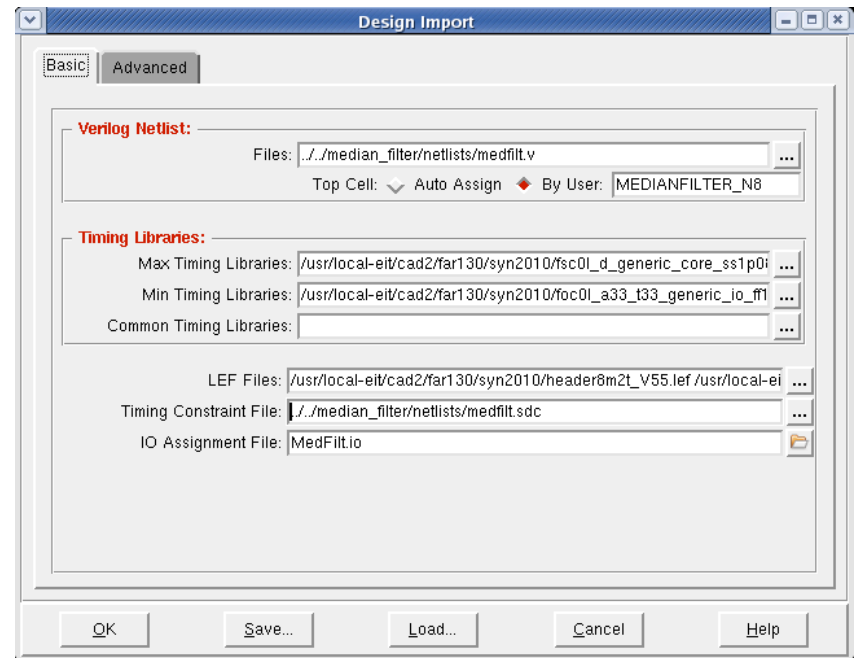 Design Import
Basic Advanced
Verilog Netlist:
Files: ../../median_filter/netlists/medfilt.v ...
Top Cell: Auto Assign By User: MEDIANFILTER_N8
Timing Libraries:
Max Timing Libraries: /usr/local-eit/cad2/far130/syn2010/fsc0l_d_generic_core_ss1p0 ...
Min Timing Libraries: /usr/local-eit/cad2/far130/syn2010/foc0l_a33_t33_generic_io_ff1 ...
Common Timing Libraries: ...
LEF Files: /usr/local-eit/cad2/far130/syn2010/header8m2t_V55.lef /usr/local-ei ...
Timing Constraint File: ./../median_filter/netlists/medfilt.sdc ...
IO Assignment File: MedFilt.io
OK Save... Load... Cancel Help